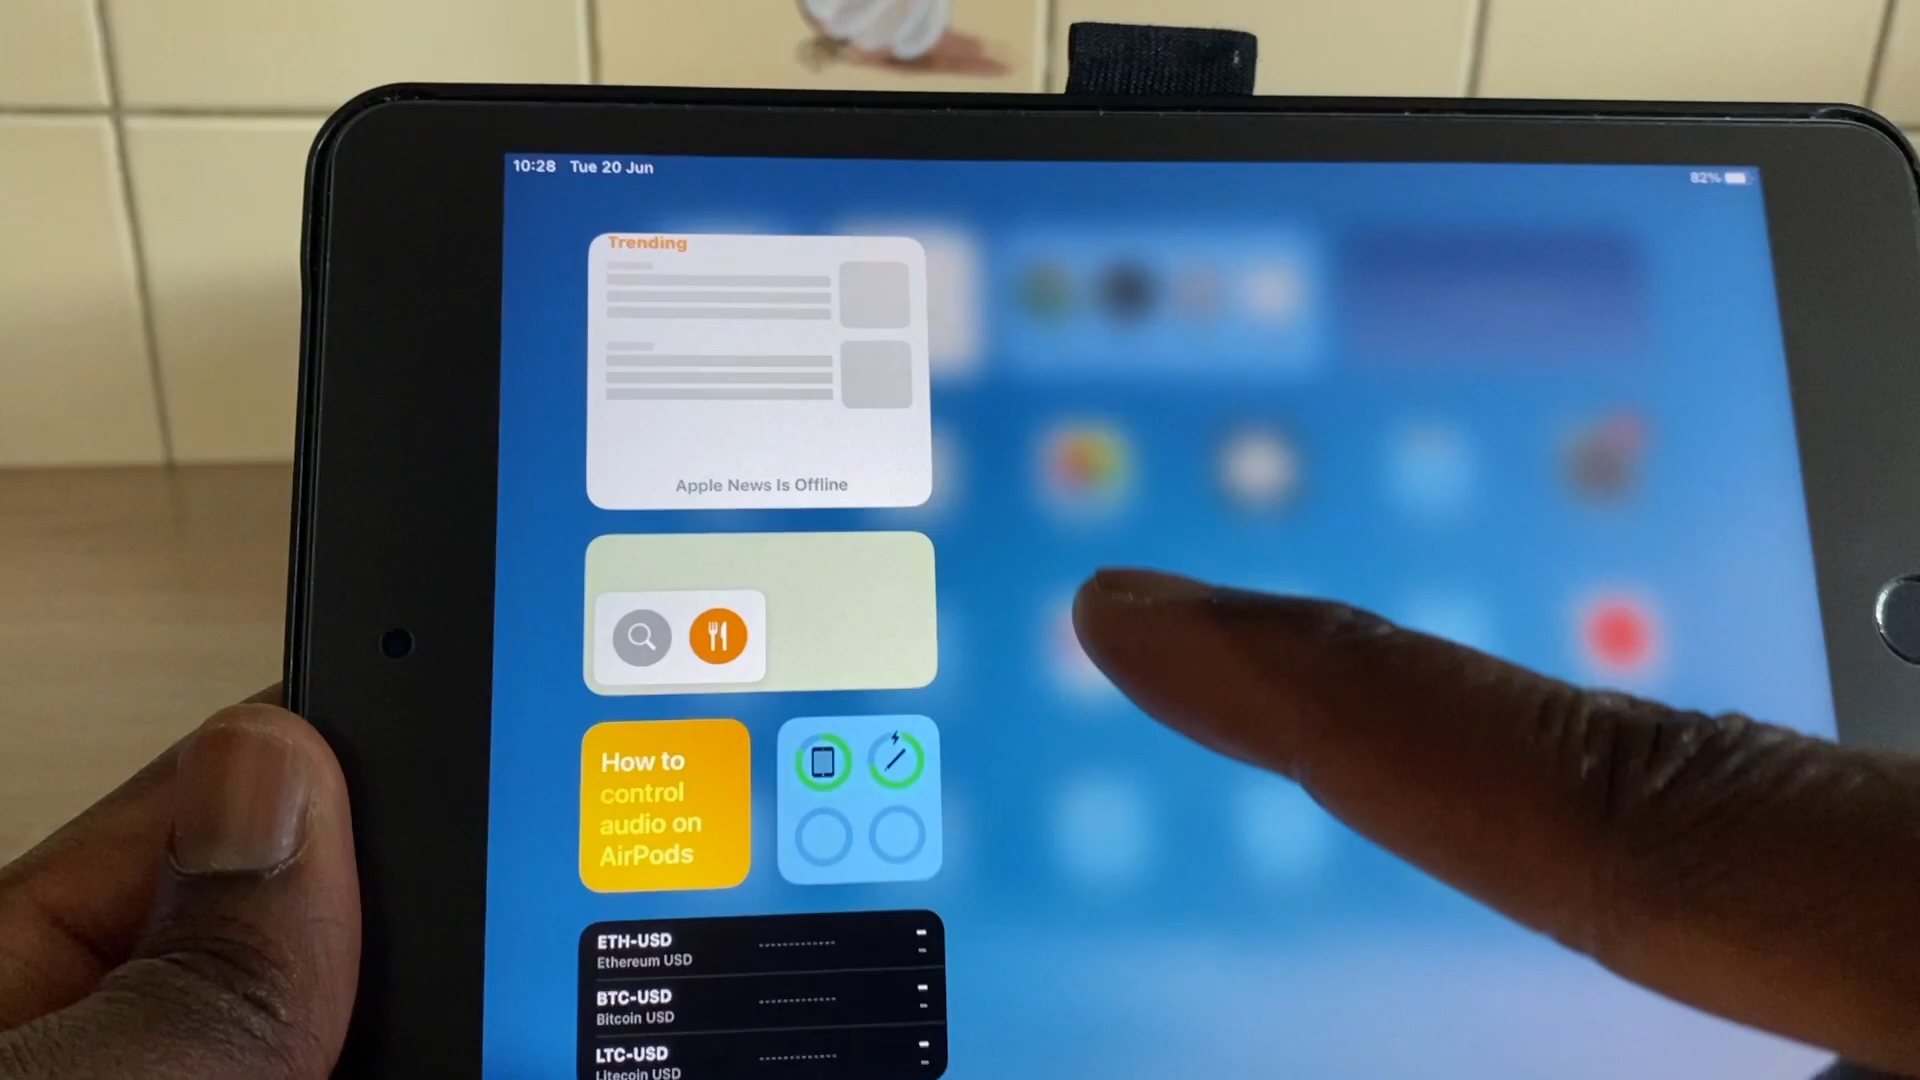 10:28 Tue 20 Jun
82%
Trending
Apple News Is Offline
How to
control
audio on
AirPods
ETH-USD
Ethereum USD
BTC-USD
Bitcoin USD
LTC-USD
Litecoin USD